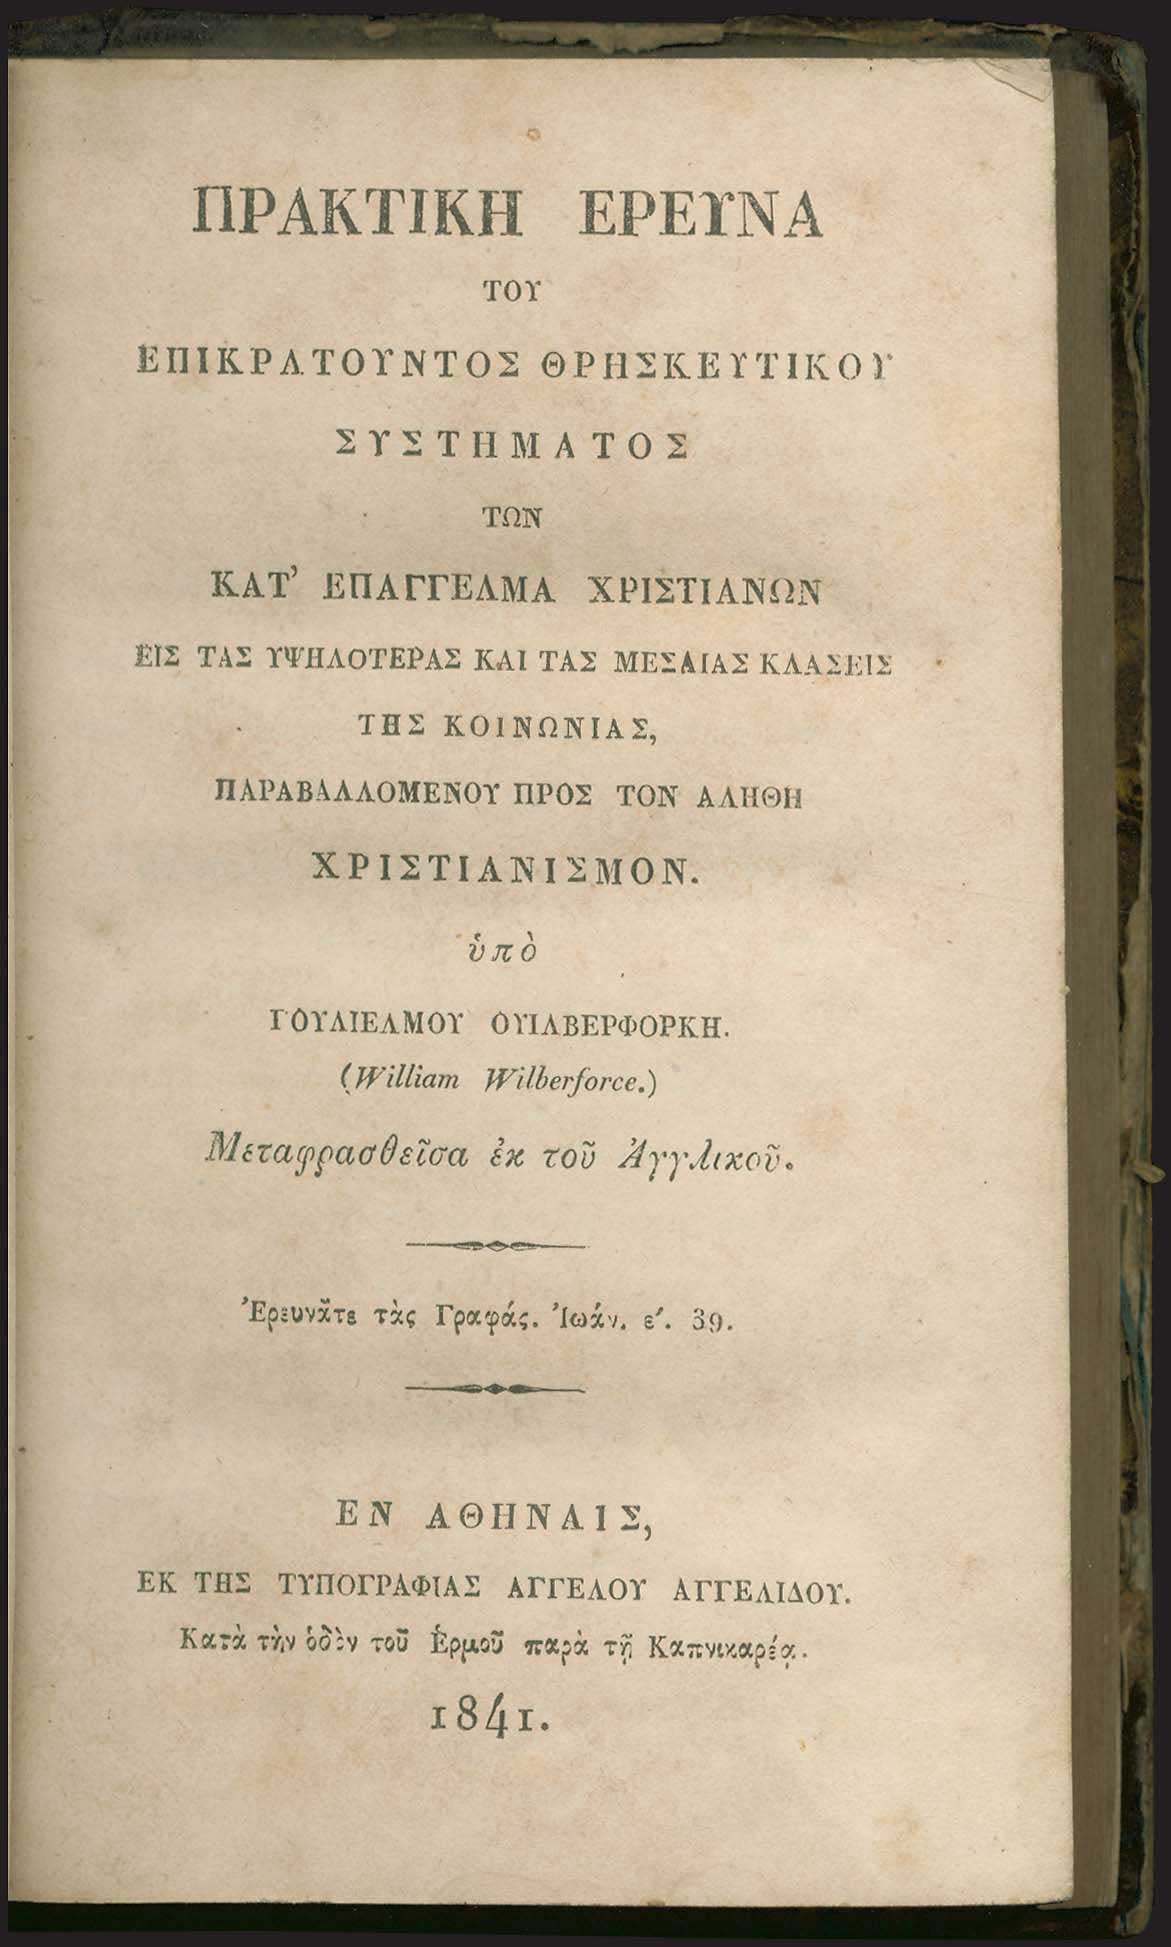 ΠΡΑΚΤΙΚΗ ΕΡΕΥΝΑ
ΤΟΥ
ΕΠΙΚΡΑΤΟΥΝΤΟΣ ΘΡΗΣΚΕΥΤΙΚΟΥ
ΣΥΣΤΗΜΑΤΟΣ
ΤΩΝ
ΚΑΤ’ ΕΠΑΓΓΕΛΜΑ ΧΡΙΣΤΙΑΝΩΝ
ΕΙΣ ΤΑΣ ΥΨΗΛΟΤΕΡΑΣ ΚΑΙ ΤΑΣ ΜΕΣΑΙΑΣ ΚΛΑΣΕΙΣ
ΤΗΣ ΚΟΙΝΩΝΙΑΣ,
ΠΑΡΑΒΑΛΛΟΜΕΝΟΥ ΠΡΟΣ ΤΟΝ ΑΛΗΘΗ
ΧΡΙΣΤΙΑΝΙΣΜΟΝ.
ὑπὸ
ΓΟΥΛΙΕΛΜΟΥ ΟΥΙΛΒΕΡΦΟΡΚΗ.
(William Wilberforce.)
Μεταφρασθεῖσα ἐκ τοῦ Ἀγγλικοῦ.
Ἐρευνᾶτε τὰς Γραφάς. Ἰωάν. ε΄. 39.
ΕΝ ΑΘΗΝΑΙΣ,
ΕΚ ΤΗΣ ΤΥΠΟΓΡΑΦΙΑΣ ΑΓΓΕΛΟΥ ΑΓΓΕΛΙΔΟΥ.
Κατὰ τὴν ὁδὸν τοῦ Ἑρμοῦ παρὰ τῇ Καπνικαρέᾳ.
1841.